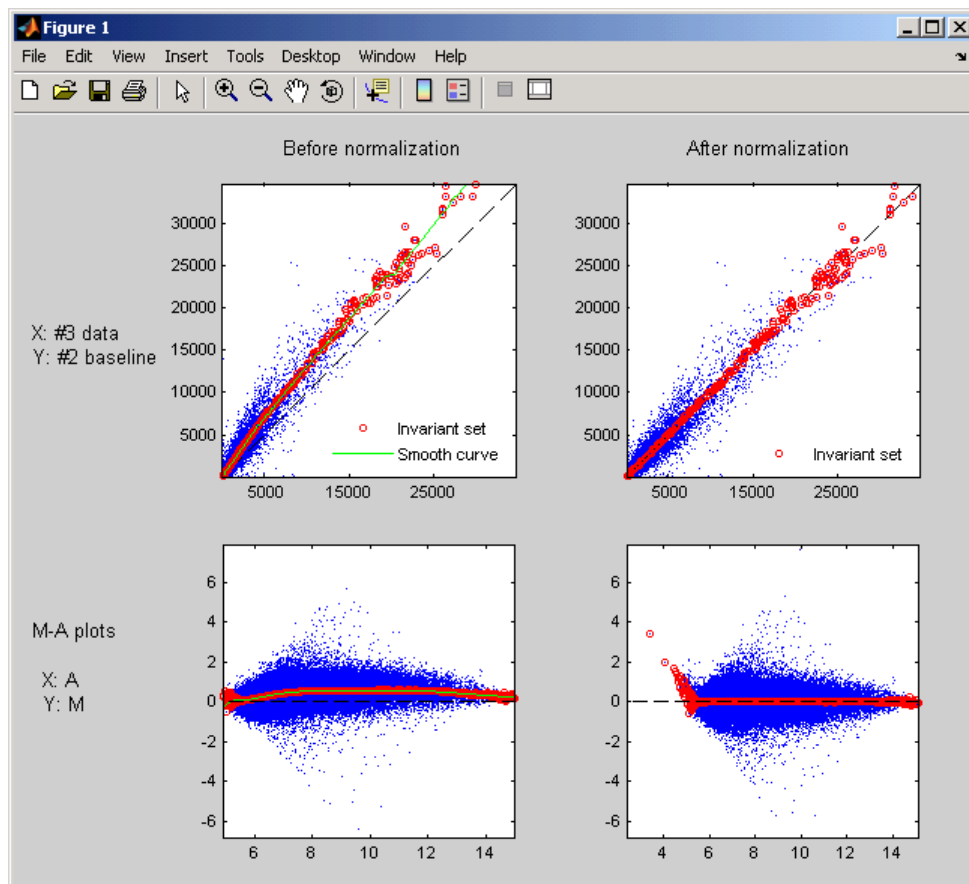 Figure 1
File Edit View Insert Tools Desktop Window Help
Before normalization
After normalization
X: #3 data
Y: #2 baseline
30000
25000
20000
15000
10000
5000
5000 15000 25000
Invariant set
Smooth curve
30000
25000
20000
15000
10000
5000
5000 15000 25000
Invariant set
M-A plots
X: A
Y: M
6
4
2
0
-2
-4
-6
6 8 10 12 14
6
4
2
0
-2
-4
-6
4 6 8 10 12 14